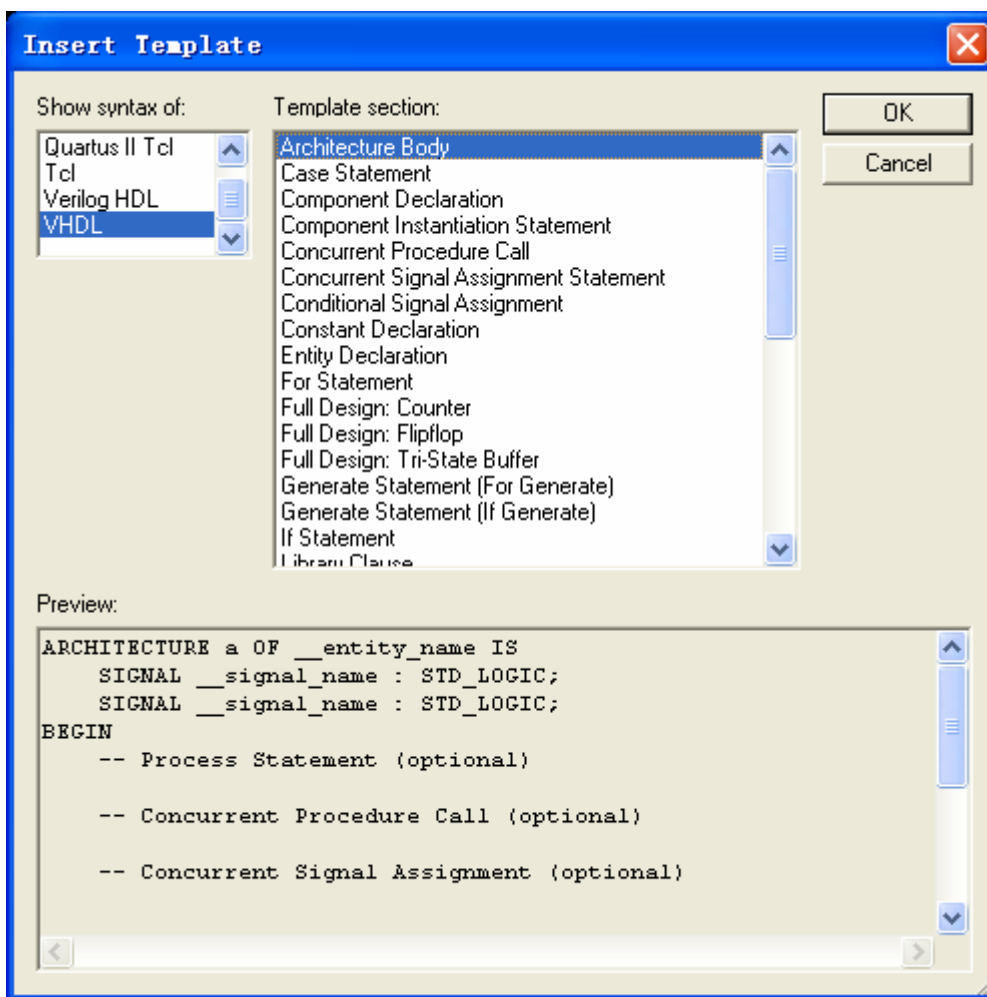 Insert Template
Show syntax of:
Quartus II Tcl
Tcl
Verilog HDL
VHDL
Template section:
Architecture Body
Case Statement
Component Declaration
Component Instantiation Statement
Concurrent Procedure Call
Concurrent Signal Assignment Statement
Conditional Signal Assignment
Constant Declaration
Entity Declaration
For Statement
Full Design: Counter
Full Design: Flipflop
Full Design: Tri-State Buffer
Generate Statement (For Generate)
Generate Statement (If Generate)
If Statement
Library Clause
OK
Cancel
Preview:
ARCHITECTURE a OF __entity_name IS
    SIGNAL __signal_name : STD_LOGIC;
    SIGNAL __signal_name : STD_LOGIC;
BEGIN
    -- Process Statement (optional)
    -- Concurrent Procedure Call (optional)
    -- Concurrent Signal Assignment (optional)